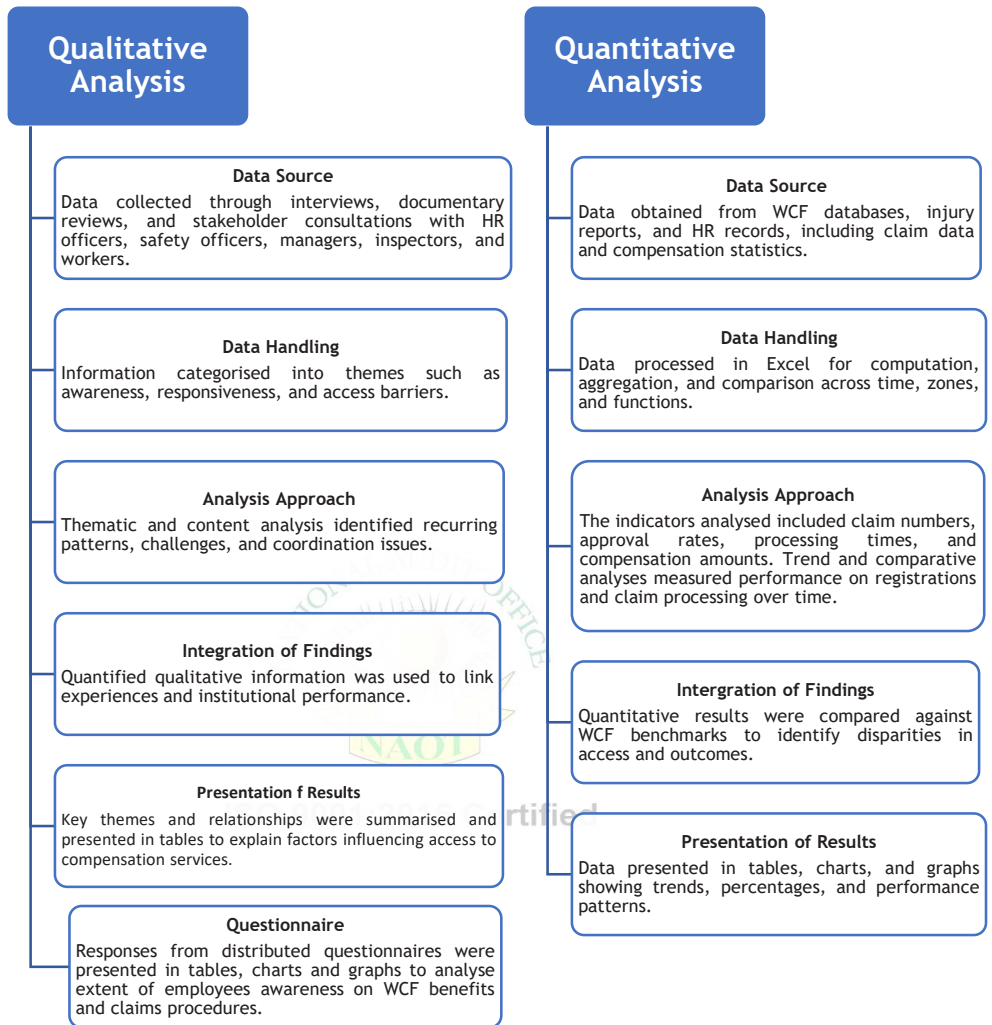 Qualitative
Analysis
Data Source
Data collected through interviews, documentary
reviews, and stakeholder consultations with HR
officers, safety officers, managers, inspectors, and
workers.
Data Handling
Information categorised into themes such as
awareness, responsiveness, and access barriers.
Analysis Approach
Thematic and content analysis identified recurring
patterns, challenges, and coordination issues.
Integration of Findings
Quantified qualitative information was used to link
experiences and institutional performance.
Presentation f Results
Key themes and relationships were summarised and
presented in tables to explain factors influencing access to
compensation services.
Questionnaire
Responses from distributed questionnaires were
presented in tables, charts and graphs to analyse
extent of employees awareness on WCF benefits
and claims procedures.
Quantitative
Analysis
Data Source
Data obtained from WCF databases, injury
reports, and HR records, including claim data
and compensation statistics.
Data Handling
Data processed in Excel for computation,
aggregation, and comparison across time, zones,
and functions.
Analysis Approach
The indicators analysed included claim numbers,
approval rates, processing times, and
compensation amounts. Trend and comparative
analyses measured performance on registrations
and claim processing over time.
Intergration of Findings
Quantitative results were compared against
WCF benchmarks to identify disparities in
access and outcomes.
Presentation of Results
Data presented in tables, charts, and graphs
showing trends, percentages, and performance
patterns.
OFFICE
NAOT
rtified